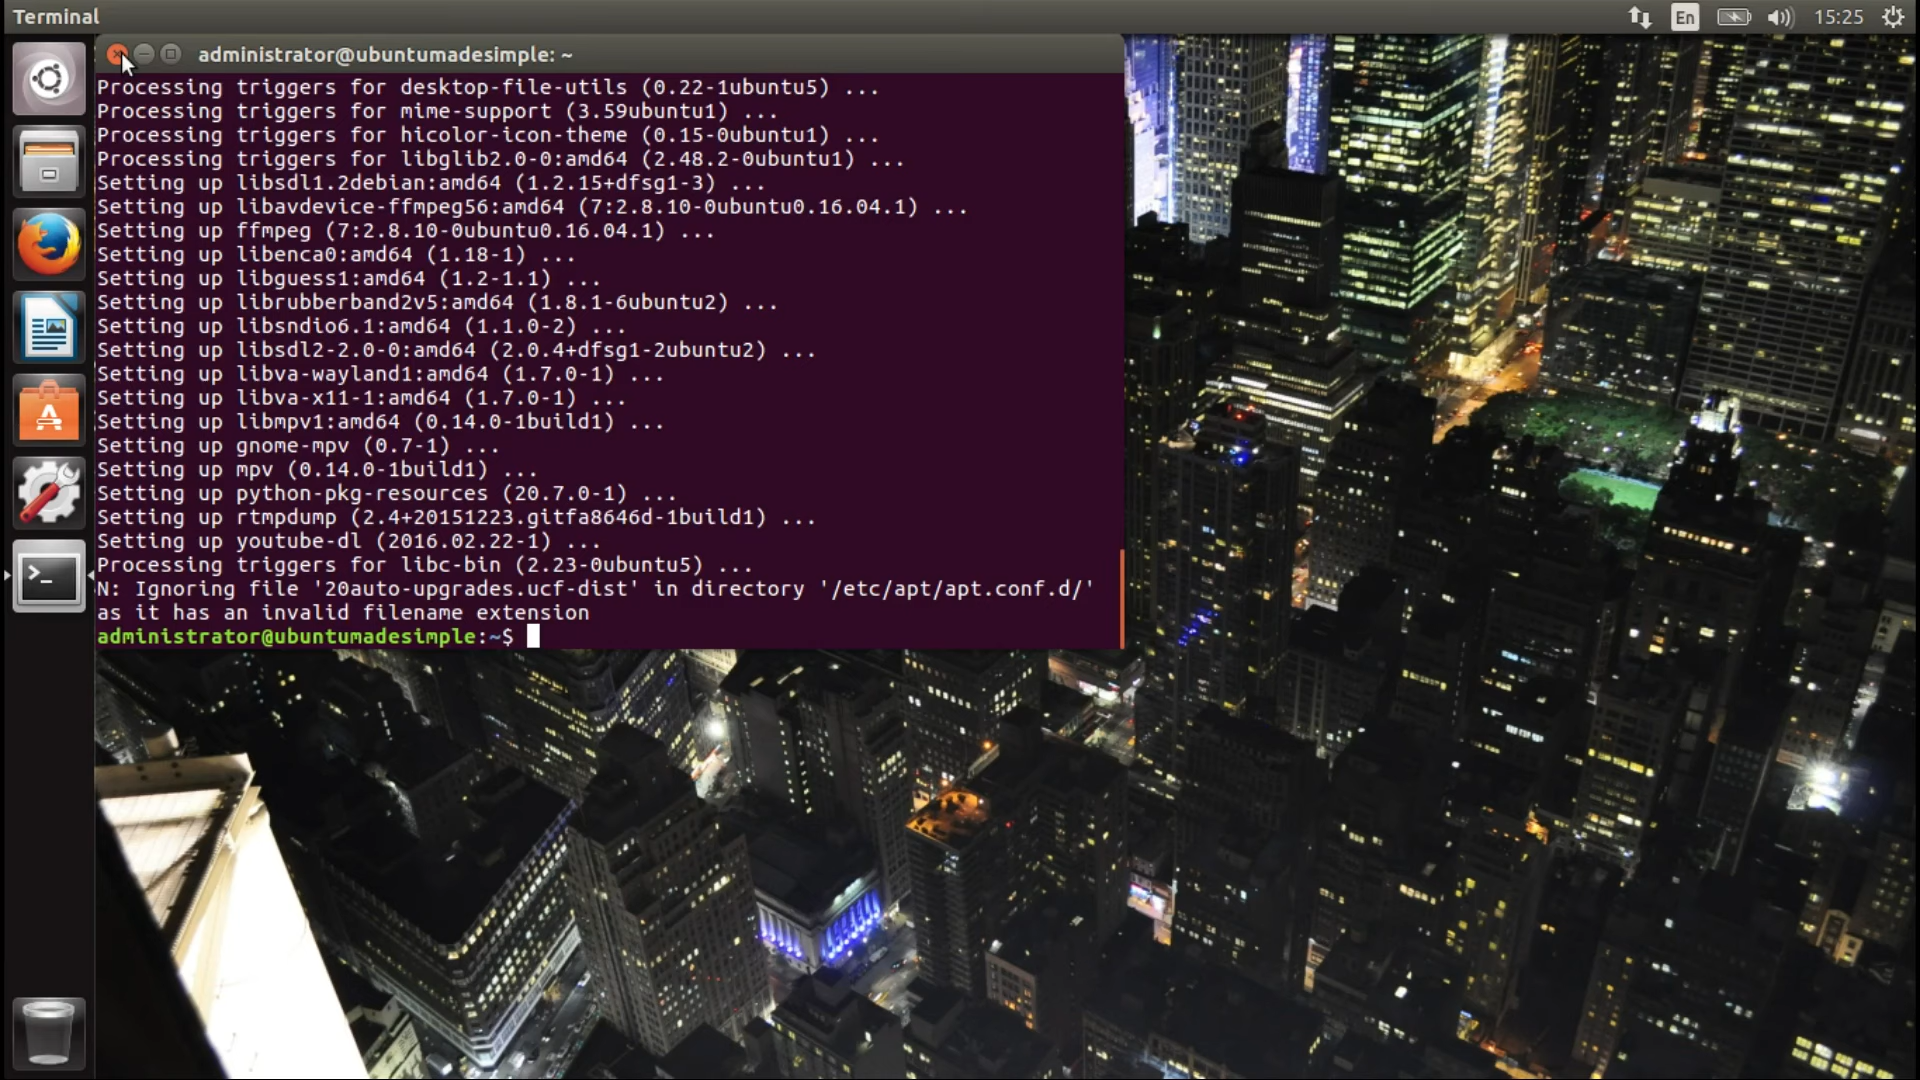 Terminal
En
15:25
administrator@ubuntumadesimple: ~
Processing triggers for desktop-file-utils (0.22-1ubuntu5) ...
Processing triggers for mime-support (3.59ubuntu1) ...
Processing triggers for hicolor-icon-theme (0.15-0ubuntu1) ...
Processing triggers for libglib2.0-0:amd64 (2.48.2-0ubuntu1) ...
Setting up libsdl1.2debian:amd64 (1.2.15+dfsg1-3) ...
Setting up libavdevice-ffmpeg56:amd64 (7:2.8.10-0ubuntu0.16.04.1) ...
Setting up ffmpeg (7:2.8.10-0ubuntu0.16.04.1) ...
Setting up libenca0:amd64 (1.18-1) ...
Setting up libguess1:amd64 (1.2-1.1) ...
Setting up librubberband2v5:amd64 (1.8.1-6ubuntu2) ...
Setting up libsndio6.1:amd64 (1.1.0-2) ...
Setting up libsdl2-2.0-0:amd64 (2.0.4+dfsg1-2ubuntu2) ...
Setting up libva-wayland1:amd64 (1.7.0-1) ...
Setting up libva-x11-1:amd64 (1.7.0-1) ...
Setting up libmpv1:amd64 (0.14.0-1build1) ...
Setting up gnome-mpv (0.7-1) ...
Setting up mpv (0.14.0-1build1) ...
Setting up python-pkg-resources (20.7.0-1) ...
Setting up rtmpdump (2.4+20151223.gitfa8646d-1build1) ...
Setting up youtube-dl (2016.02.22-1) ...
Processing triggers for libc-bin (2.23-0ubuntu5) ...
N: Ignoring file '20auto-upgrades.ucf-dist' in directory '/etc/apt/apt.conf.d/'
as it has an invalid filename extension
administrator@ubuntumadesimple:~$